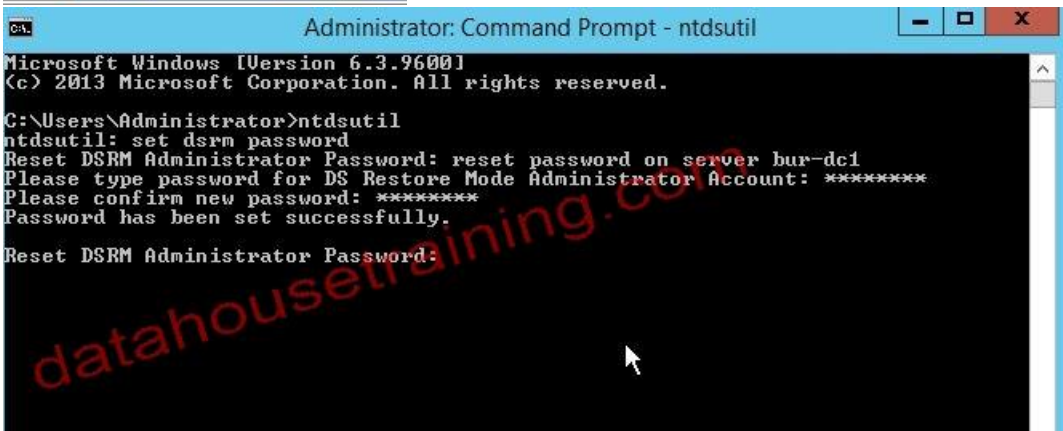 Administrator: Command Prompt - ntdsutil
Microsoft Windows [Version 6.3.9600]
(c) 2013 Microsoft Corporation. All rights reserved.
C:\Users\Administrator>ntdsutil
ntdsutil: set dsrm password
Reset DSRM Administrator Password: reset password on server bur-dc1
Please type password for DS Restore Mode Administrator Account: ********
Please confirm new password: ********
Password has been set successfully.
Reset DSRM Administrator Password:
datahousetraining.com